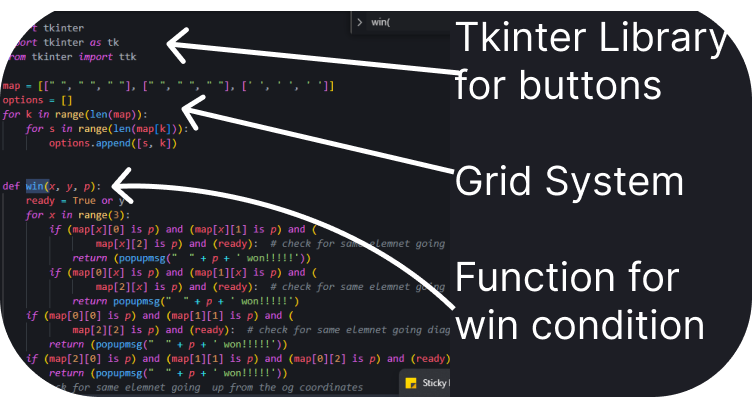 t tkinter
port tkinter as tk
rom tkinter import ttk
win(
Tkinter Library
for buttons
map = [[" ", " ", " "], [" ", " ", " "], [' ', ' ', ' ']]
options = []
for k in range(len(map)):
for s in range(len(map[k])):
options.append([s, k])
Grid System
def win(x, y, p):
ready = True or y
for x in range(3):
if (map[x][0] is p) and (map[x][1] is p) and (
map[x][2] is p) and (ready): # check for same elemnet going
return (popupmsg("  " + p + ' won!!!!!'))
if (map[0][x] is p) and (map[1][x] is p) and (
map[2][x] is p) and (ready): # check for same elemnet going
return popupmsg("  " + p + ' won!!!!!')
if (map[0][0] is p) and (map[1][1] is p) and (
map[2][2] is p) and (ready): # check for same elemnet going diag
return (popupmsg("  " + p + ' won!!!!!'))
if (map[2][0] is p) and (map[1][1] is p) and (map[0][2] is p) and (ready)
return (popupmsg("  " + p + ' won!!!!!'))
ck for same elemnet going up from the og coordinates
Function for
win condition
Sticky